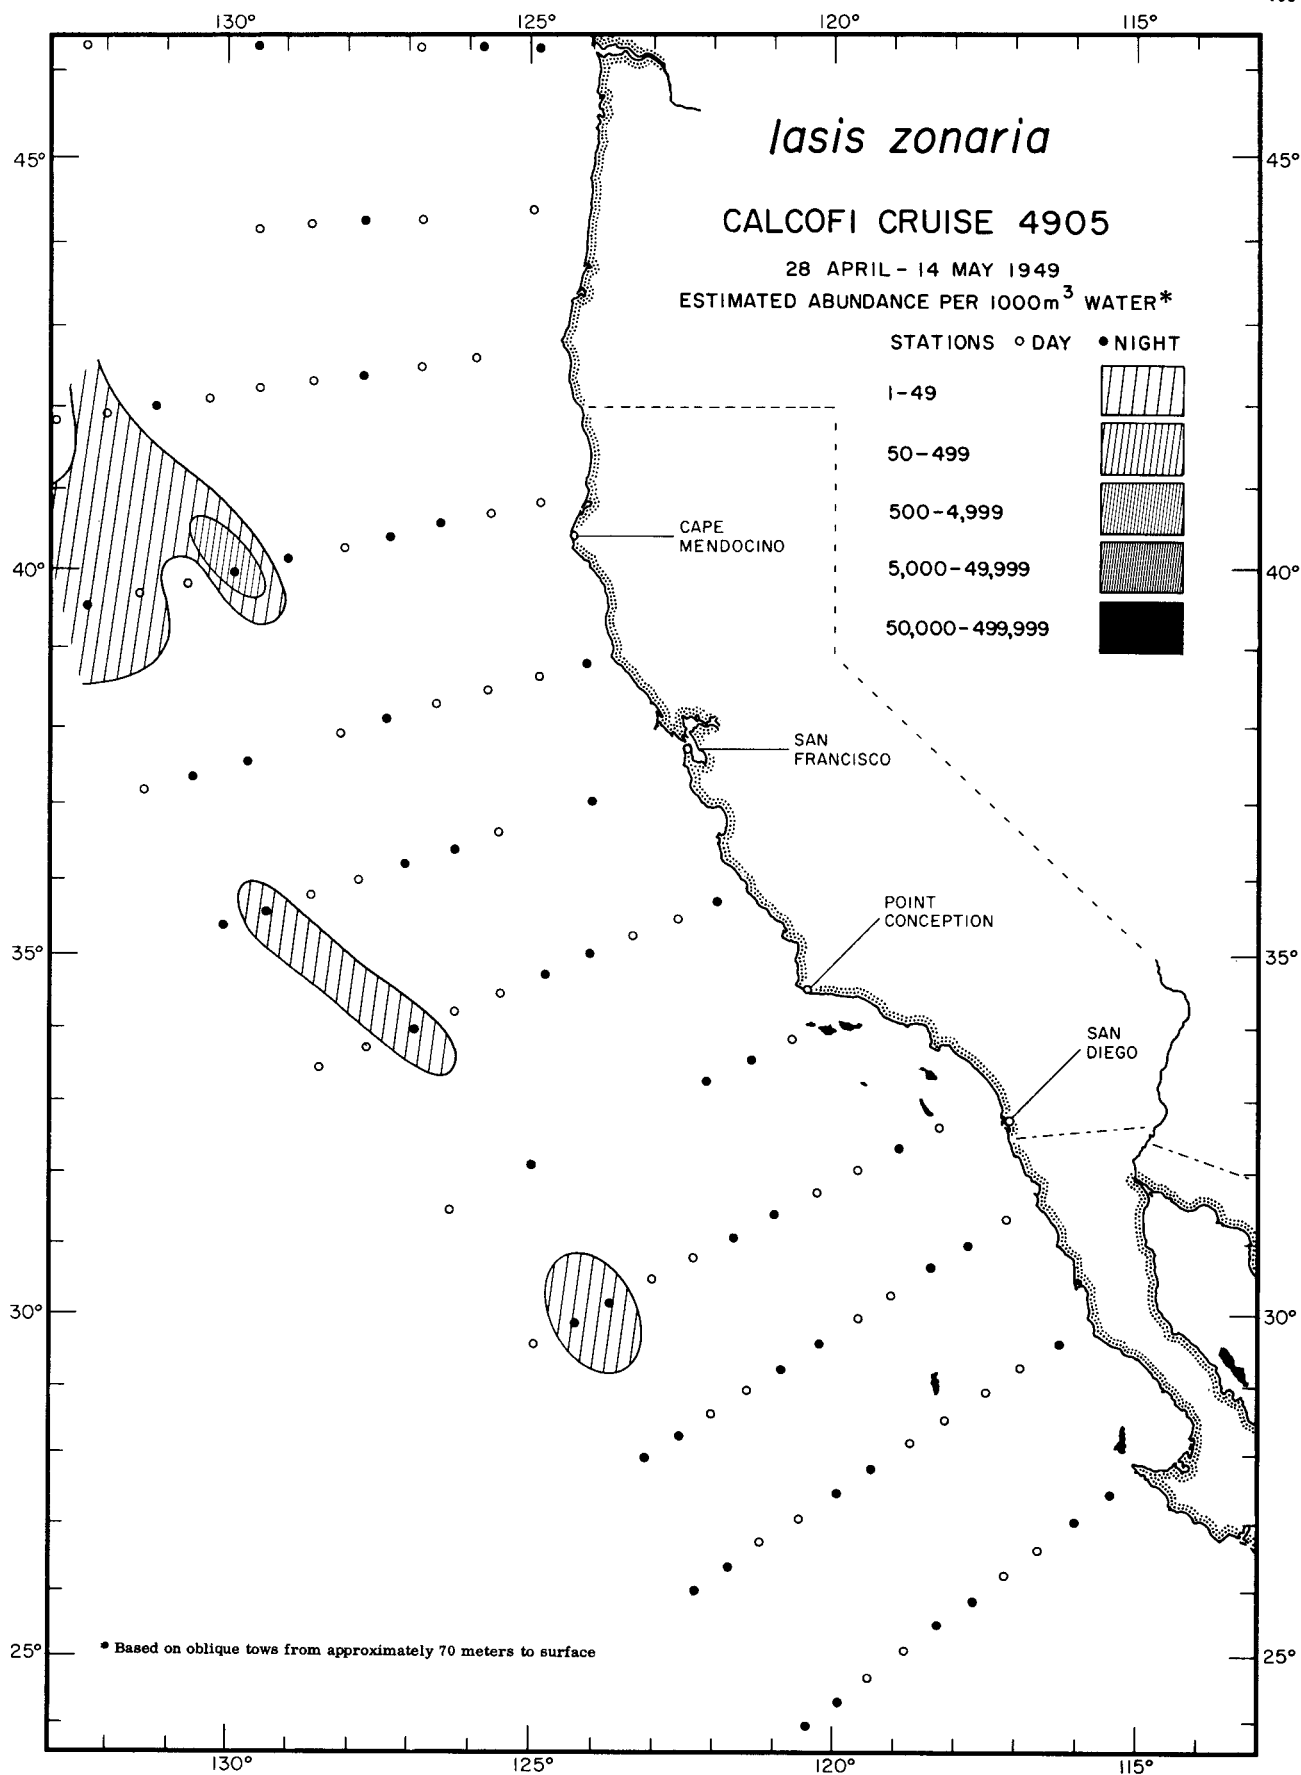 130° 125° 120° 115°
Iasis zonaria
45° 45°
CALCOFI CRUISE 4905
28 APRIL – 14 MAY 1949
ESTIMATED ABUNDANCE PER 1000m³ WATER*
STATIONS ○ DAY ● NIGHT
1–49
50–499
500–4,999
5,000–49,999
50,000–499,999
CAPE
MENDOCINO
40° 40°
SAN
FRANCISCO
POINT
CONCEPTION
35° 35°
SAN
DIEGO
30° 30°
* Based on oblique tows from approximately 70 meters to surface
25° 25°
130° 125° 120° 115°